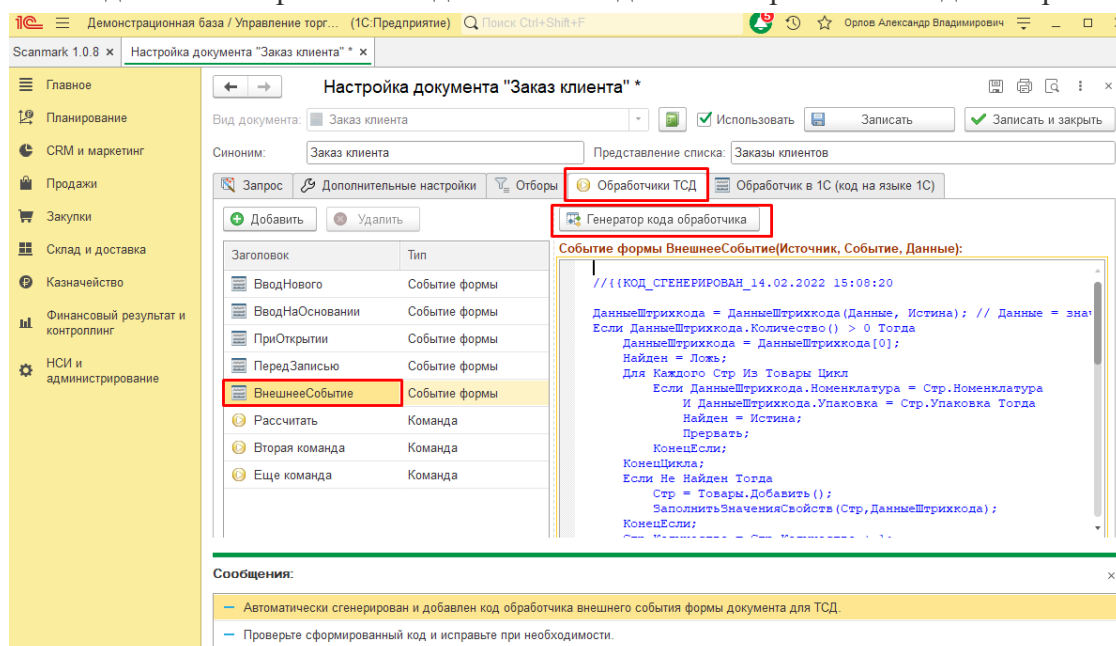 Демонстрационная база / Управление торг... (1С:Предприятие) Поиск Ctrl+Shift+F Орлов Александр Владимирович
Scanmark 1.0.8 × Настройка документа "Заказ клиента" * ×
Главное
Планирование
CRM и маркетинг
Продажи
Закупки
Склад и доставка
Казначейство
Финансовый результат и
контроллинг
НСИ и
администрирование
Настройка документа "Заказ клиента" *
Вид документа: Заказ клиента Использовать Записать Записать и закрыть
Синоним: Заказ клиента Представление списка: Заказы клиентов
Запрос Дополнительные настройки Отборы Обработчики ТСД Обработчик в 1С (код на языке 1С)
Добавить Удалить Генератор кода обработчика
Заголовок Тип
ВводНового Событие формы
ВводНаОсновании Событие формы
ПриОткрытии Событие формы
ПередЗаписью Событие формы
ВнешнееСобытие Событие формы
Рассчитать Команда
Вторая команда Команда
Еще команда Команда
Событие формы ВнешнееСобытие(Источник, Событие, Данные):
//{{КОД_СГЕНЕРИРОВАН_14.02.2022 15:08:20
ДанныеШтрихкода = ДанныеШтрихкода(Данные, Истина); // Данные = знач
Если ДанныеШтрихкода.Количество() > 0 Тогда
ДанныеШтрихкода = ДанныеШтрихкода[0];
Найден = Ложь;
Для Каждого Стр Из Товары Цикл
Если ДанныеШтрихкода.Номенклатура = Стр.Номенклатура
И ДанныеШтрихкода.Упаковка = Стр.Упаковка Тогда
Найден = Истина;
Прервать;
КонецЕсли;
КонецЦикла;
Если Не Найден Тогда
Стр = Товары.Добавить();
ЗаполнитьЗначенияСвойств(Стр,ДанныеШтрихкода);
КонецЕсли;
Сообщения:
Автоматически сгенерирован и добавлен код обработчика внешнего события формы документа для ТСД.
Проверьте сформированный код и исправьте при необходимости.